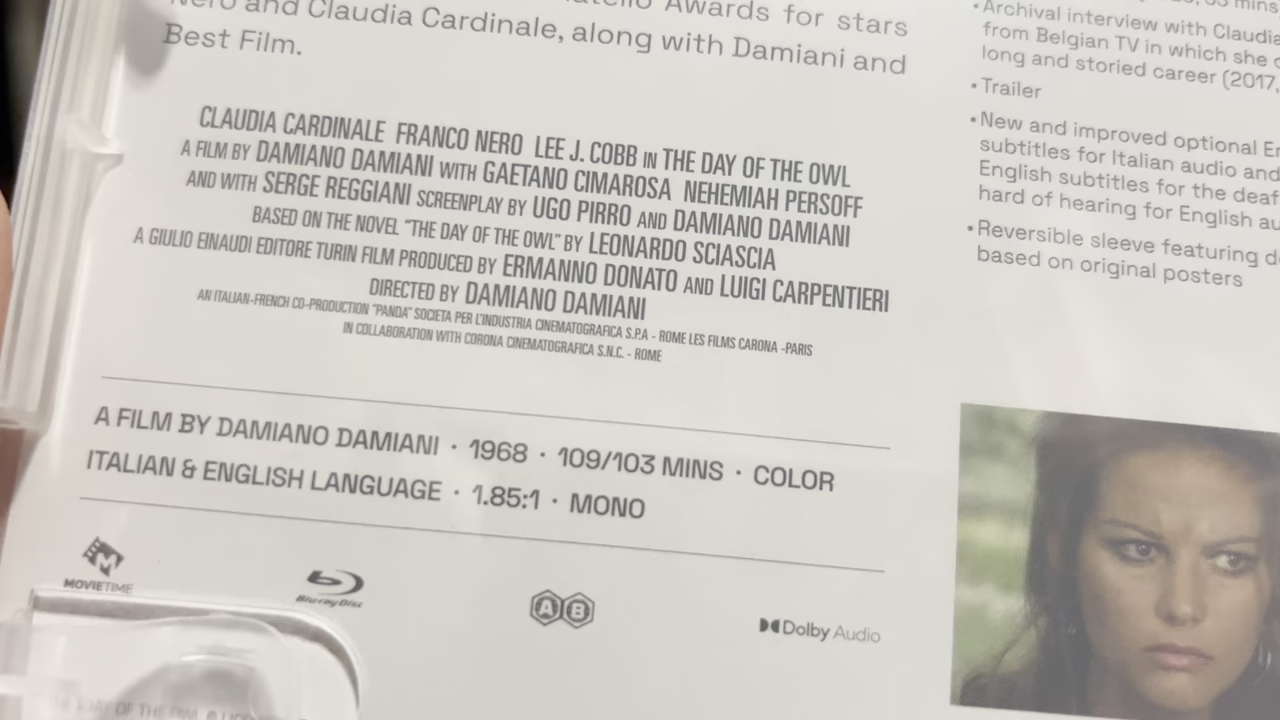 Awards for stars
and Claudia Cardinale, along with Damiani and
Best Film.
CLAUDIA CARDINALE FRANCO NERO LEE J. COBB IN THE DAY OF THE OWL
A FILM BY DAMIANO DAMIANI WITH GAETANO CIMAROSA NEHEMIAH PERSOFF
AND WITH SERGE REGGIANI SCREENPLAY BY UGO PIRRO AND DAMIANO DAMIANI
BASED ON THE NOVEL "THE DAY OF THE OWL" BY LEONARDO SCIASCIA
A GIULIO EINAUDI EDITORE TURIN FILM PRODUCED BY ERMANNO DONATO AND LUIGI CARPENTIERI
DIRECTED BY DAMIANO DAMIANI
AN ITALIAN-FRENCH CO-PRODUCTION "PANDA" SOCIETA PER L'INDUSTRIA CINEMATOGRAFICA S.P.A - ROME LES FILMS CARONA -PARIS
IN COLLABORATION WITH CORONA CINEMATOGRAFICA S.N.C. - ROME
A FILM BY DAMIANO DAMIANI · 1968 · 109/103 MINS · COLOR
ITALIAN & ENGLISH LANGUAGE · 1.85:1 · MONO
MOVIETIME
Blu-ray Disc
A B
Dolby Audio
mins
• Archival interview with Claudia
from Belgian TV in which she
long and storied career (2017,
• Trailer
• New and improved optional
subtitles for Italian audio and
English subtitles for the deaf
hard of hearing for English
• Reversible sleeve featuring
based on original posters
DAY OF THE OWL